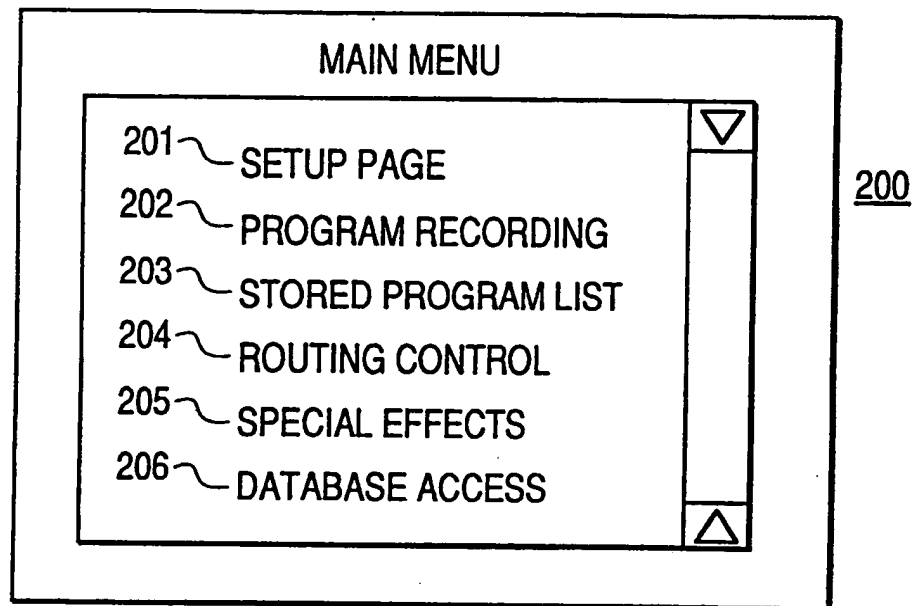 MAIN MENU
201 SETUP PAGE
202 PROGRAM RECORDING
203 STORED PROGRAM LIST
204 ROUTING CONTROL
205 SPECIAL EFFECTS
206 DATABASE ACCESS
200